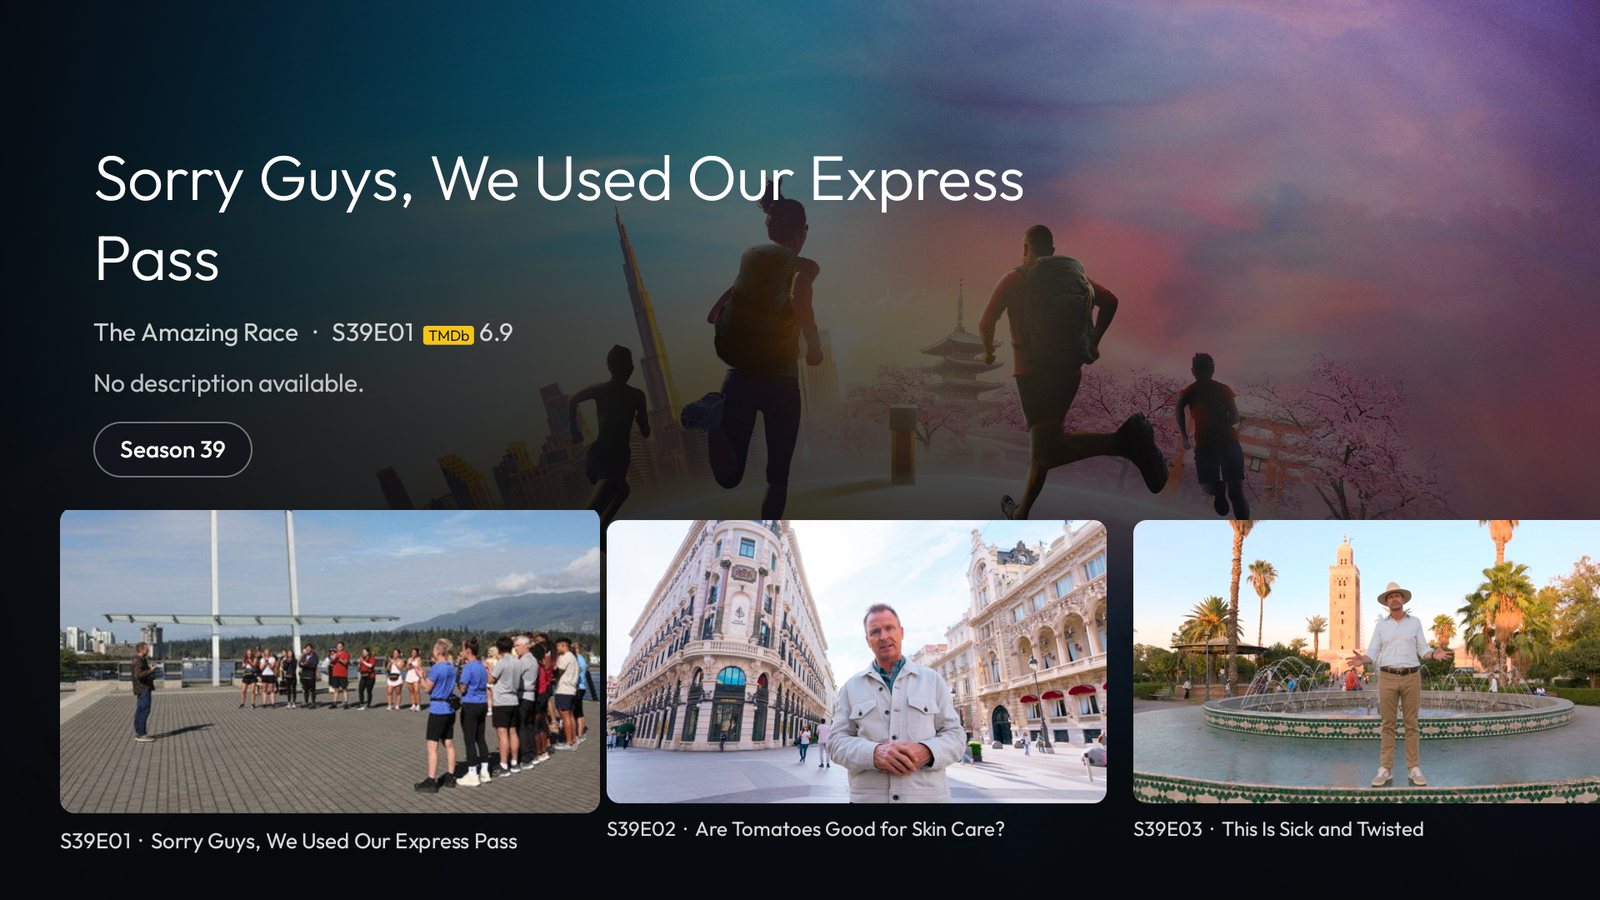 Sorry Guys, We Used Our Express
Pass
The Amazing Race · S39E01 TMDb 6.9
No description available.
Season 39
S39E01 · Sorry Guys, We Used Our Express Pass
S39E02 · Are Tomatoes Good for Skin Care?
S39E03 · This Is Sick and Twisted